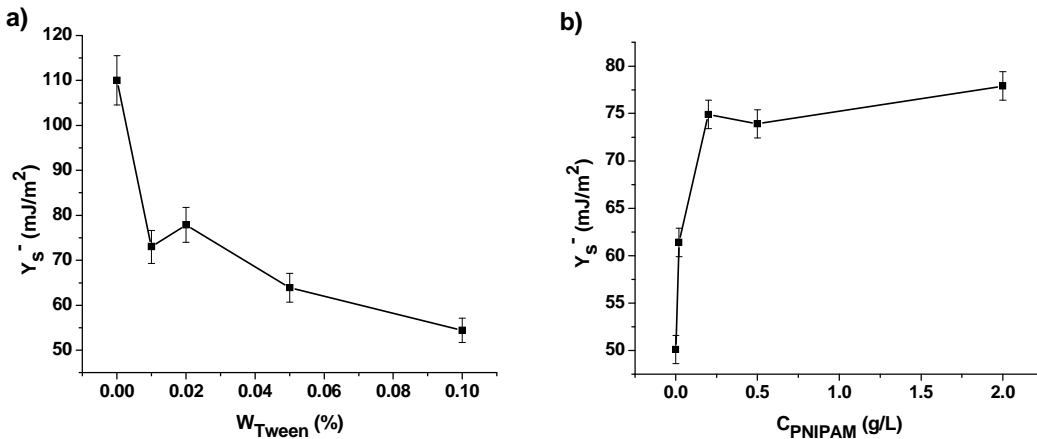 a)
120
110
100
90
80
70
60
50
Y_s^- (mJ/m^2)
0.00 0.02 0.04 0.06 0.08 0.10
W_Tween (%)
b)
80
75
70
65
60
55
50
Y_s^- (mJ/m^2)
0.0 0.5 1.0 1.5 2.0
C_PNIPAM (g/L)